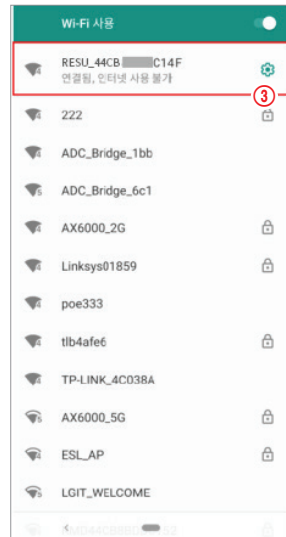 Wi-Fi 사용
RESU_44CB C14F
연결됨, 인터넷 사용 불가
③
222
ADC_Bridge_1bb
ADC_Bridge_6c1
AX6000_2G
Linksys01859
poe333
tlb4afe6
TP-LINK_4C038A
AX6000_5G
ESL_AP
LGIT_WELCOME